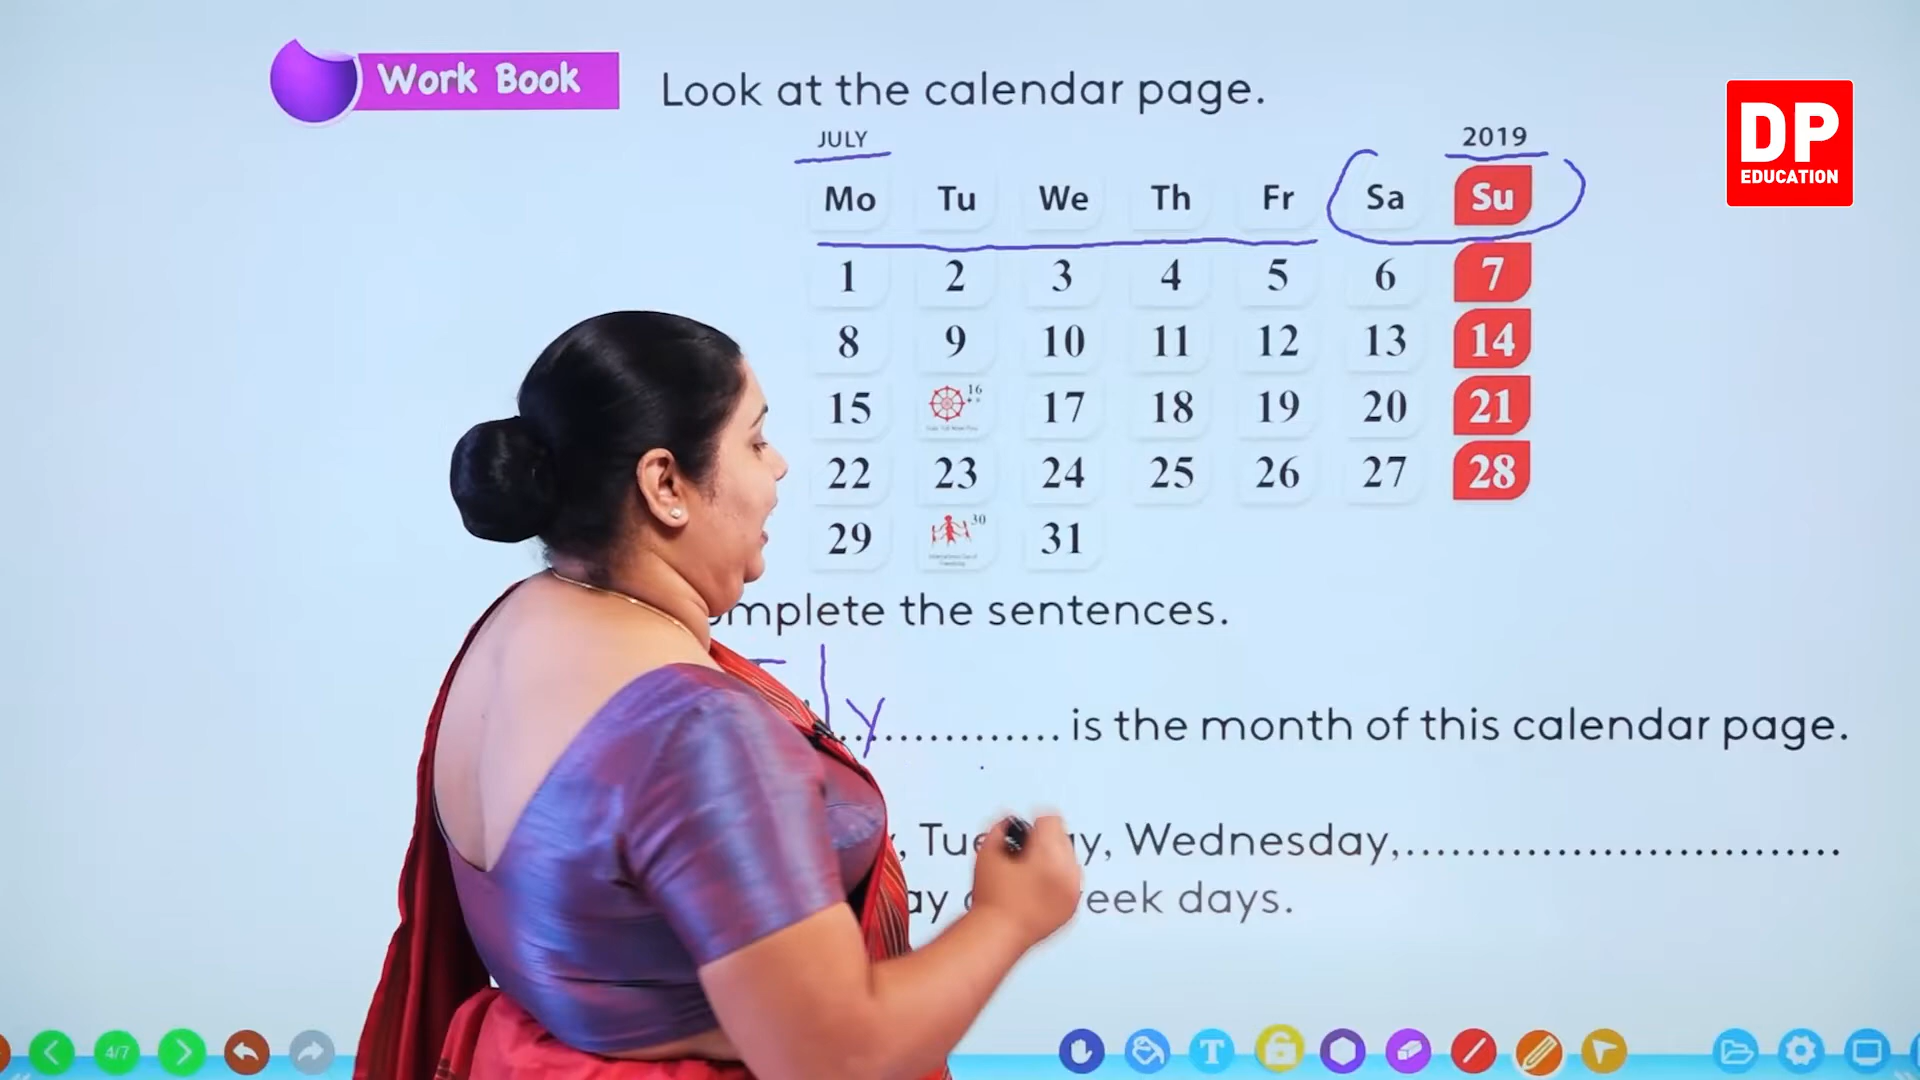 Work Book
Look at the calendar page.
DP
EDUCATION
JULY
2019
Mo Tu We Th Fr Sa Su
1 2 3 4 5 6 7
8 9 10 11 12 13 14
15 16 17 18 19 20 21
22 23 24 25 26 27 28
29 30 31
mplete the sentences.
ly .............. is the month of this calendar page.
, Tue y, Wednesday,.............................
ay eek days.
4/7
T